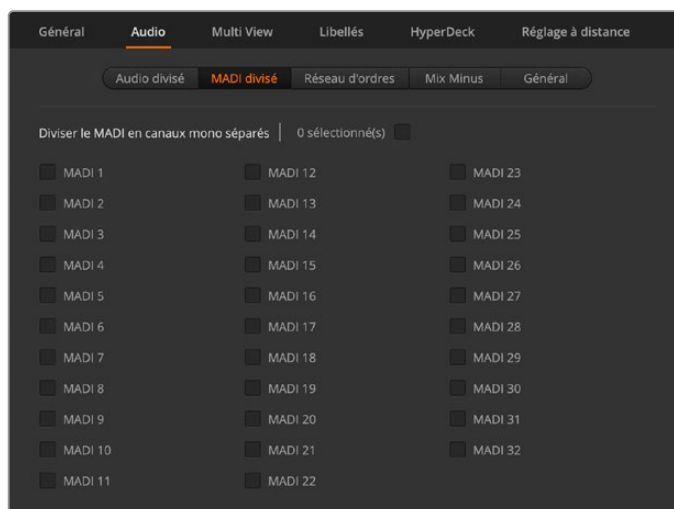 Général Audio Multi View Libellés HyperDeck Réglage à distance
Audio divisé MADI divisé Réseau d'ordres Mix Minus Général
Diviser le MADI en canaux mono séparés 0 sélectionné(s)
MADI 1 MADI 12 MADI 23
MADI 2 MADI 13 MADI 24
MADI 3 MADI 14 MADI 25
MADI 4 MADI 15 MADI 26
MADI 5 MADI 16 MADI 27
MADI 6 MADI 17 MADI 28
MADI 7 MADI 18 MADI 29
MADI 8 MADI 19 MADI 30
MADI 9 MADI 20 MADI 31
MADI 10 MADI 21 MADI 32
MADI 11 MADI 22